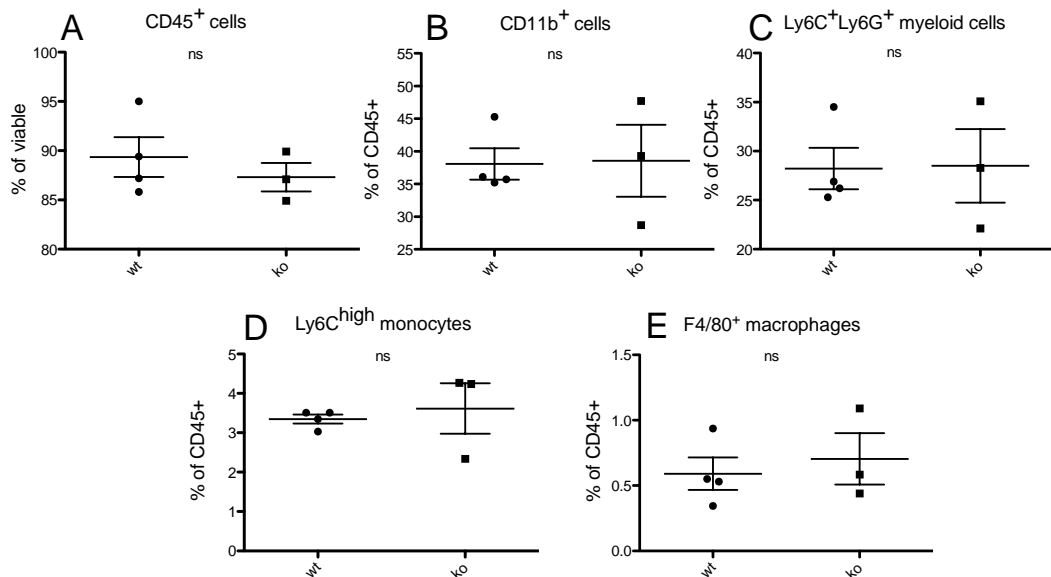 A
CD45⁺ cells
ns
% of viable
100
95
90
85
80
wt
ko
B
CD11b⁺ cells
ns
% of CD45+
55
50
45
40
35
30
25
wt
ko
C
Ly6C⁺Ly6G⁺ myeloid cells
ns
% of CD45+
40
35
30
25
20
wt
ko
D
Ly6C^high monocytes
ns
% of CD45+
5
4
3
2
1
0
wt
ko
E
F4/80⁺ macrophages
ns
% of CD45+
1.5
1.0
0.5
0.0
wt
ko